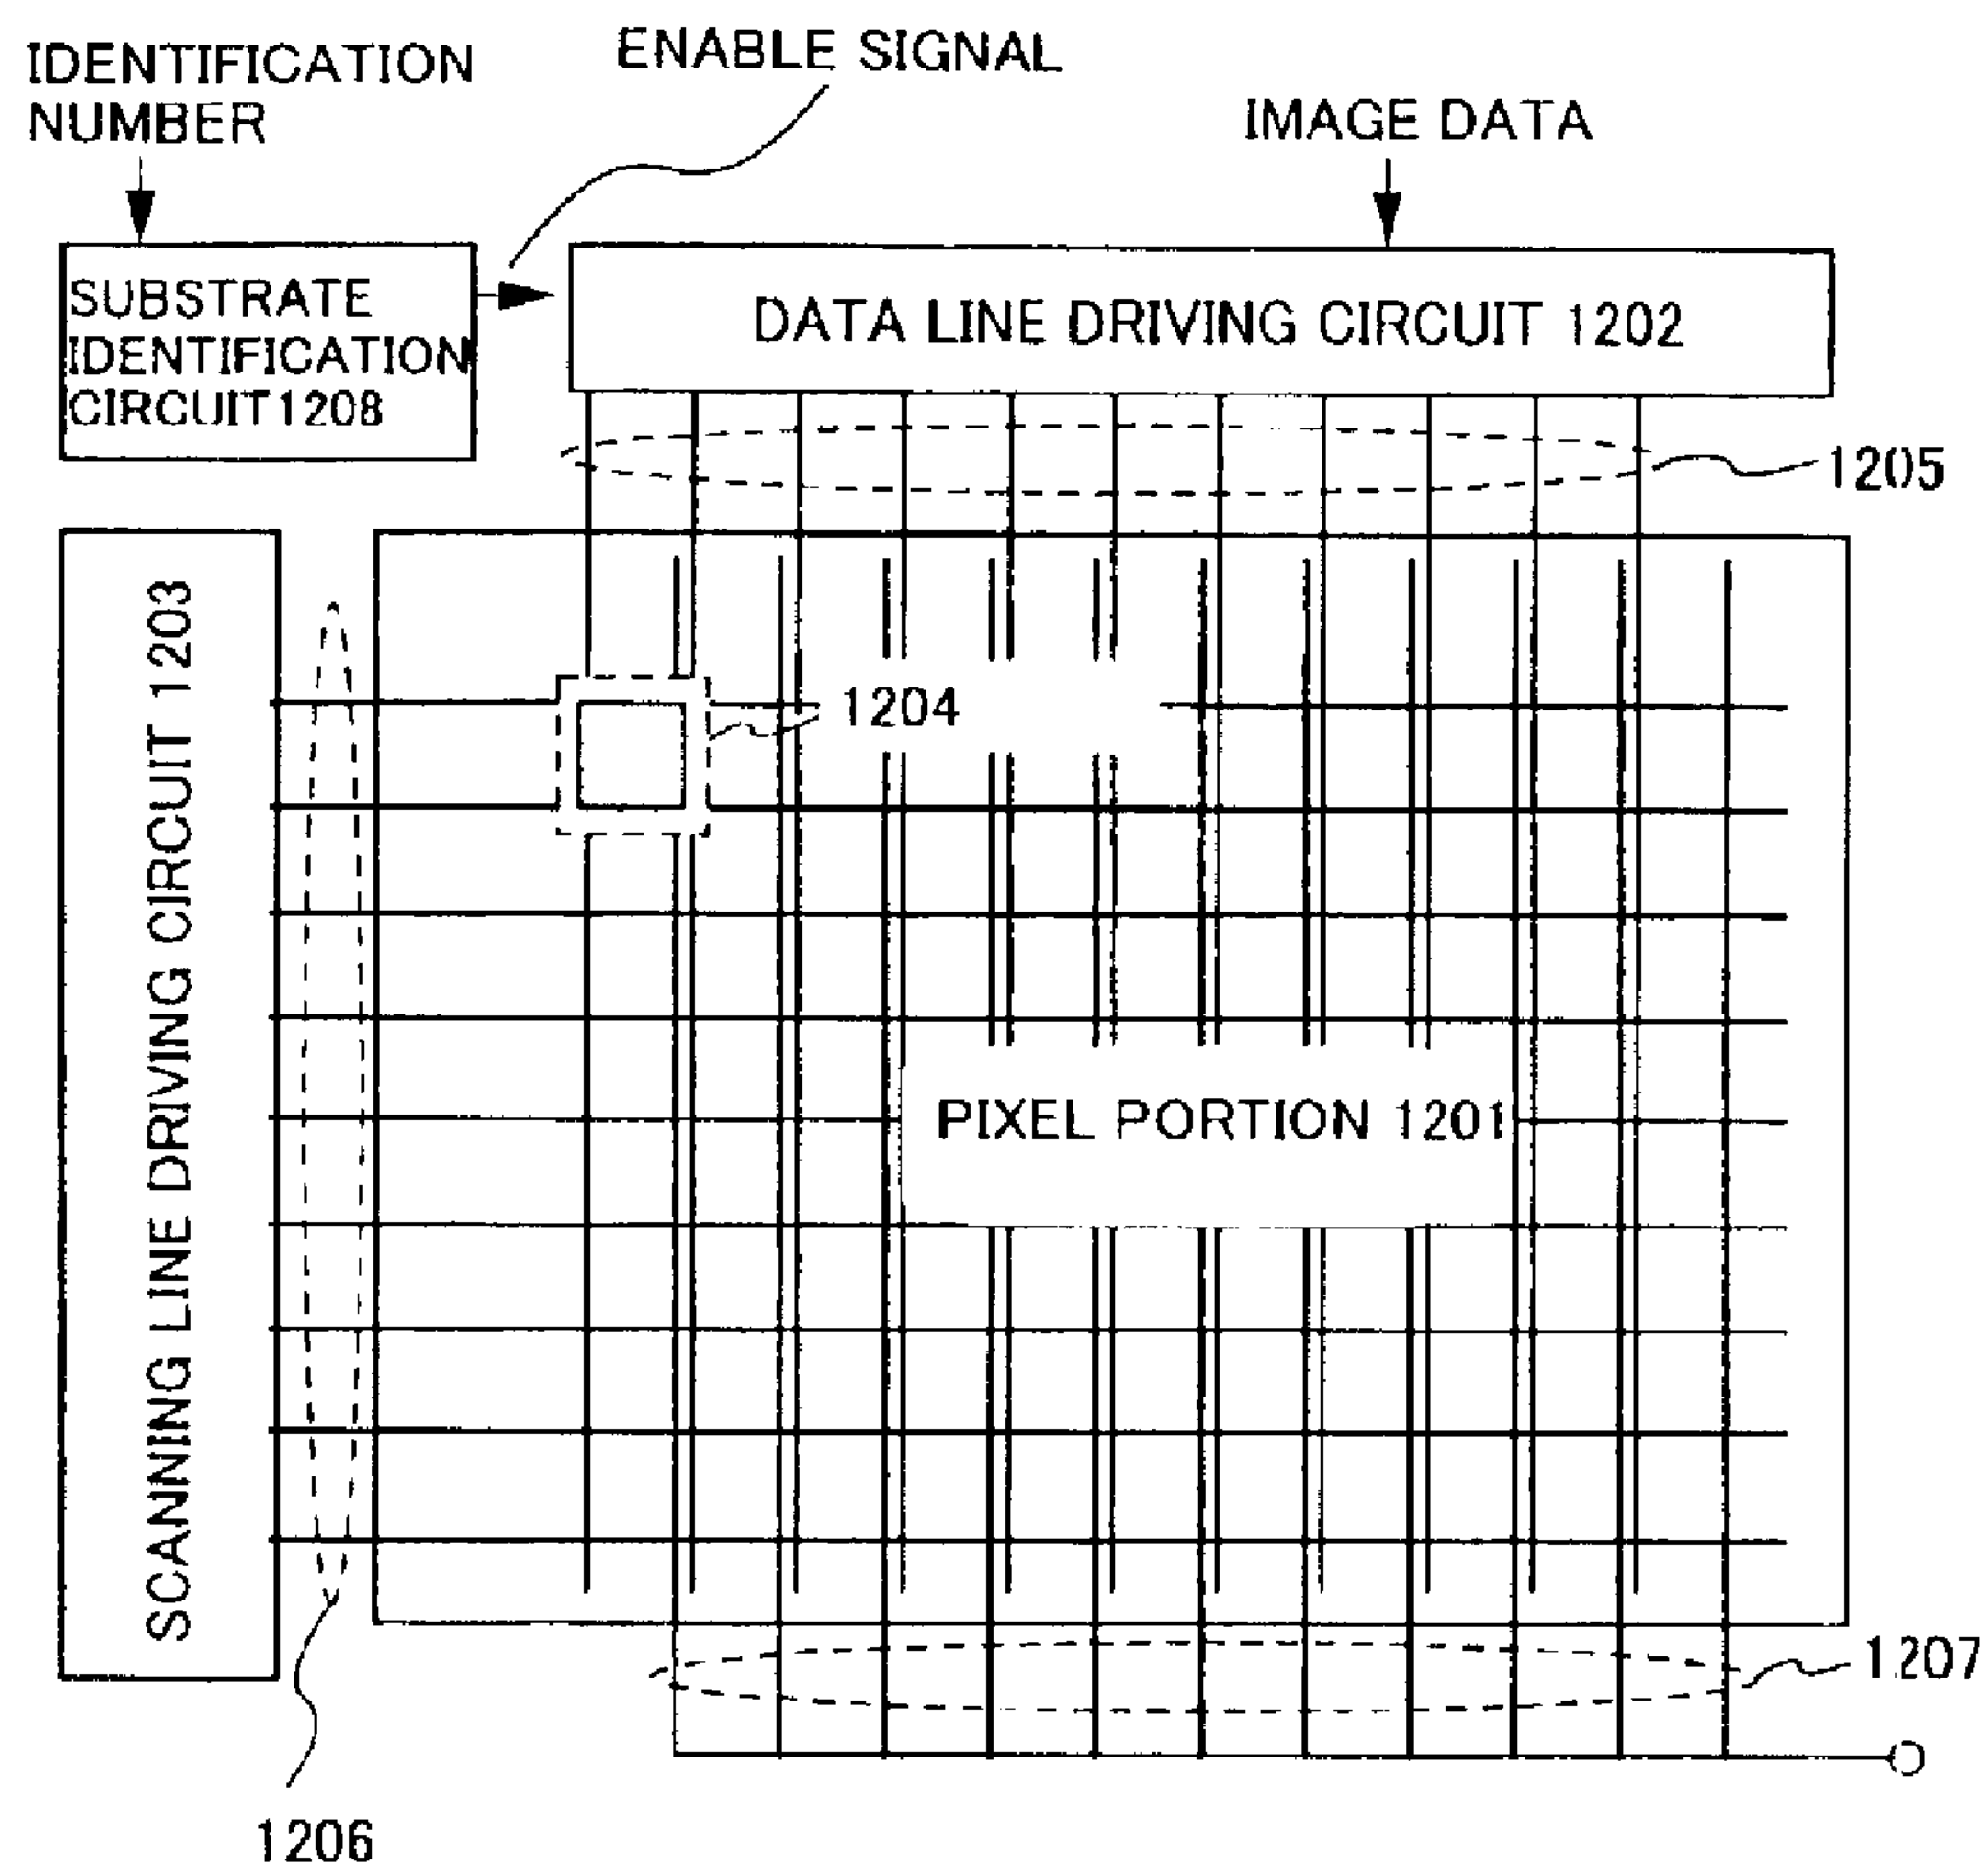 IDENTIFICATION
NUMBER
ENABLE SIGNAL
IMAGE DATA
SUBSTRATE
IDENTIFICATION
CIRCUIT1208
DATA LINE DRIVING CIRCUIT 1202
1205
SCANNING LINE DRIVING CIRCUIT 1203
1204
PIXEL PORTION 1201
1207
1206